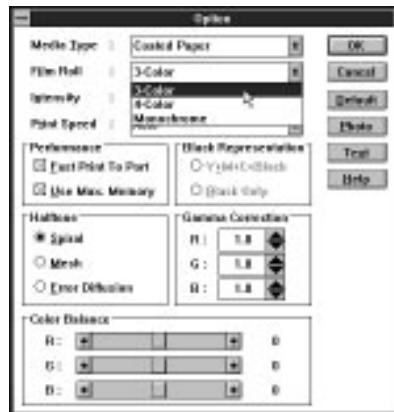 Option
Media Type : Coated Paper
OK
Film Roll : 3-Color
Cancel
3-Color
Intensity
4-Color
Default
Monochrome
Print Speed
Photo
Performance
Black Representation
Text
Fast Print To Port
Y+M+C=Black
Help
Use Max. Memory
Black Only
Halftone
Gamma Correction
Spiral
R : 1.8
Mesh
G : 1.8
Error Diffusion
B : 1.8
Color Balance
R : 0
G : 0
B : 0